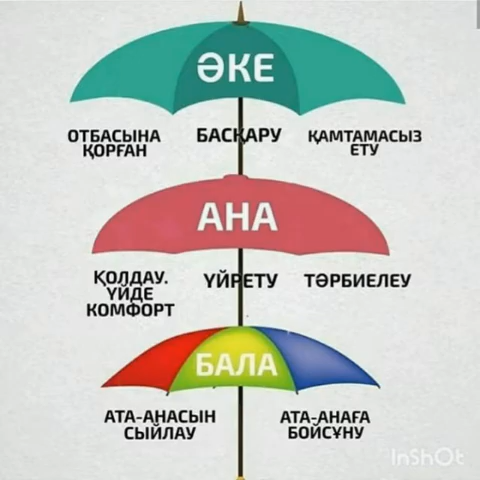 ӘКЕ
ОТБАСЫНА БАСҚАРУ ҚАМТАМАСЫЗ
ҚОРҒАН ЕТУ
АНА
ҚОЛДАУ. ҮЙРЕТУ ТӘРБИЕЛЕУ
ҮЙДЕ
КОМФОРТ
БАЛА
АТА-АНАСЫН АТА-АНАҒА
СЫЙЛАУ БОЙСҰНУ
InShOt